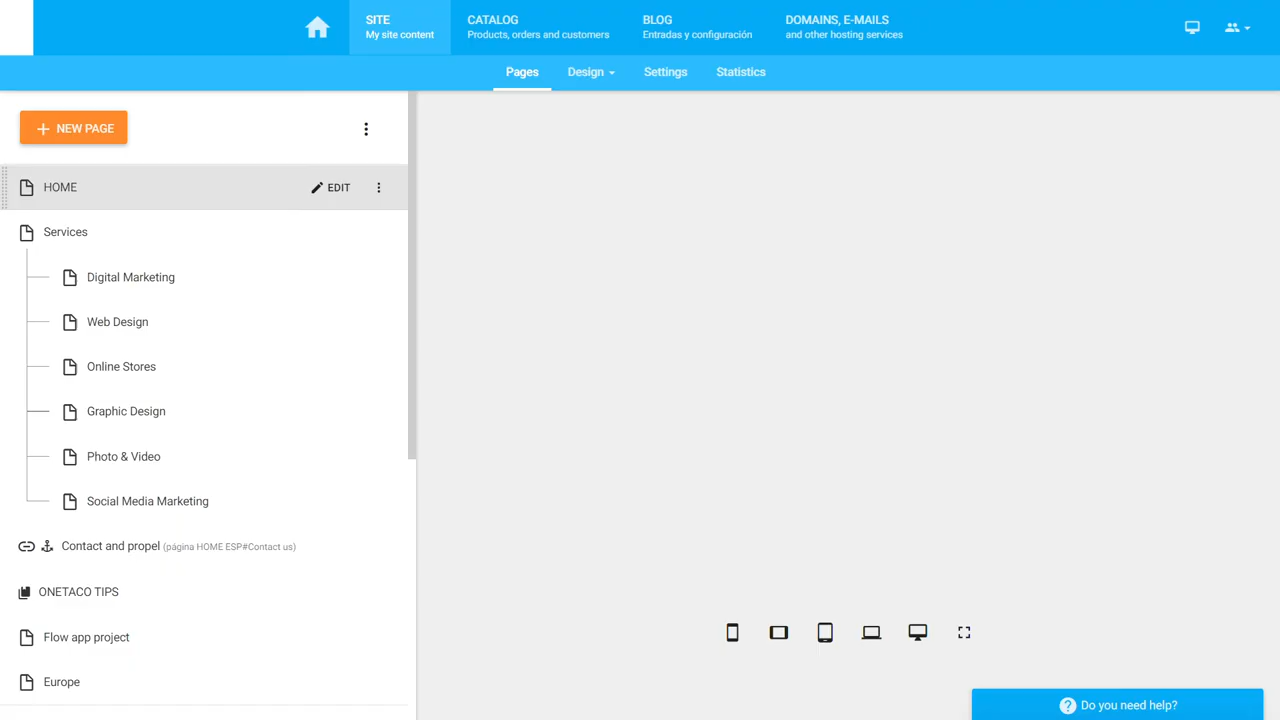 SITE
My site content
CATALOG
Products, orders and customers
BLOG
Entradas y configuración
DOMAINS, E-MAILS
and other hosting services
Pages
Design
Settings
Statistics
NEW PAGE
HOME
EDIT
Services
Digital Marketing
Web Design
Online Stores
Graphic Design
Photo & Video
Social Media Marketing
Contact and propel (página HOME ESP#Contact us)
ONETACO TIPS
Flow app project
Europe
? Do you need help?